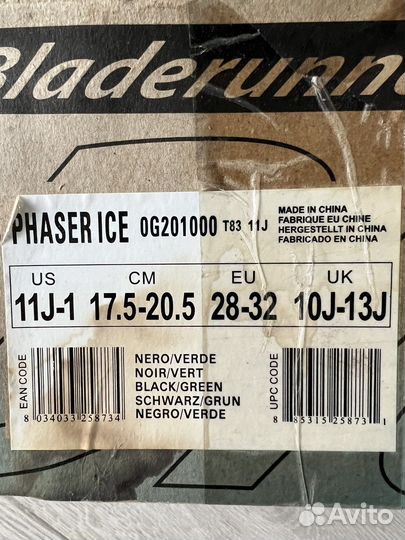 Bladerunne
PHASER ICE 0G201000 T83 11J
MADE IN CHINA
FABRIQUE EU CHINE
HERGESTELLT IN CHINA
FABRICADO EN CHINA
US CM EU UK
11J-1 17.5-20.5 28-32 10J-13J
EAN CODE
8 034033 258734
NERO/VERDE
NOIR/VERT
BLACK/GREEN
SCHWARZ/GRUN
NEGRO/VERDE
UPC CODE
8 85315 25873 1
Avito